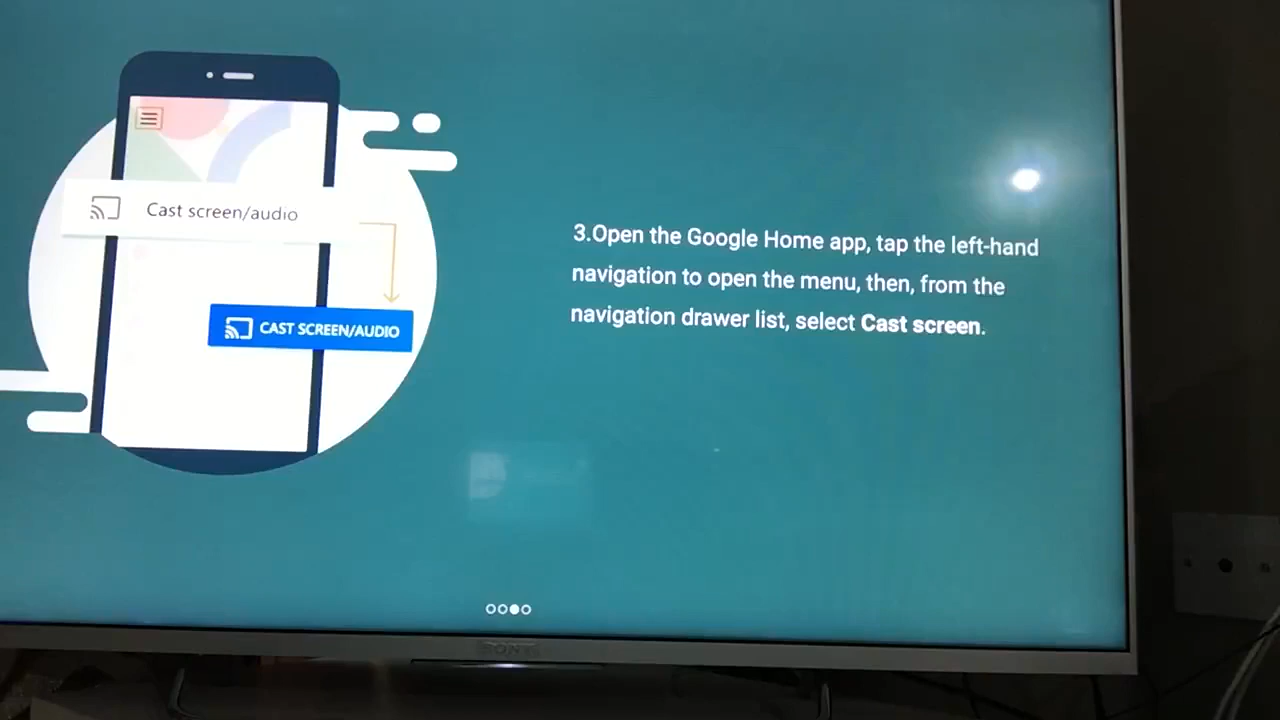 Cast screen/audio
CAST SCREEN/AUDIO
3.Open the Google Home app, tap the left-hand
navigation to open the menu, then, from the
navigation drawer list, select Cast screen.
SONY